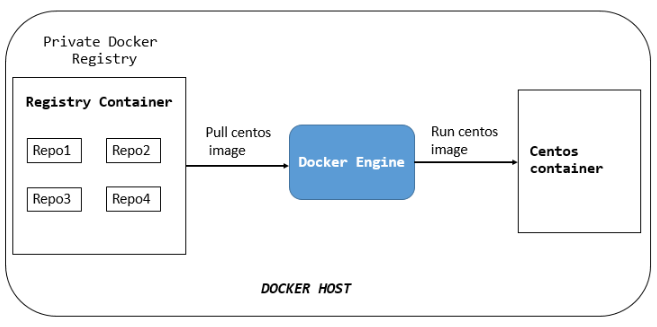 Private Docker
Registry
Registry Container
Repo1
Repo2
Repo3
Repo4
Pull centos
image
Docker Engine
Run centos
image
Centos
container
DOCKER HOST